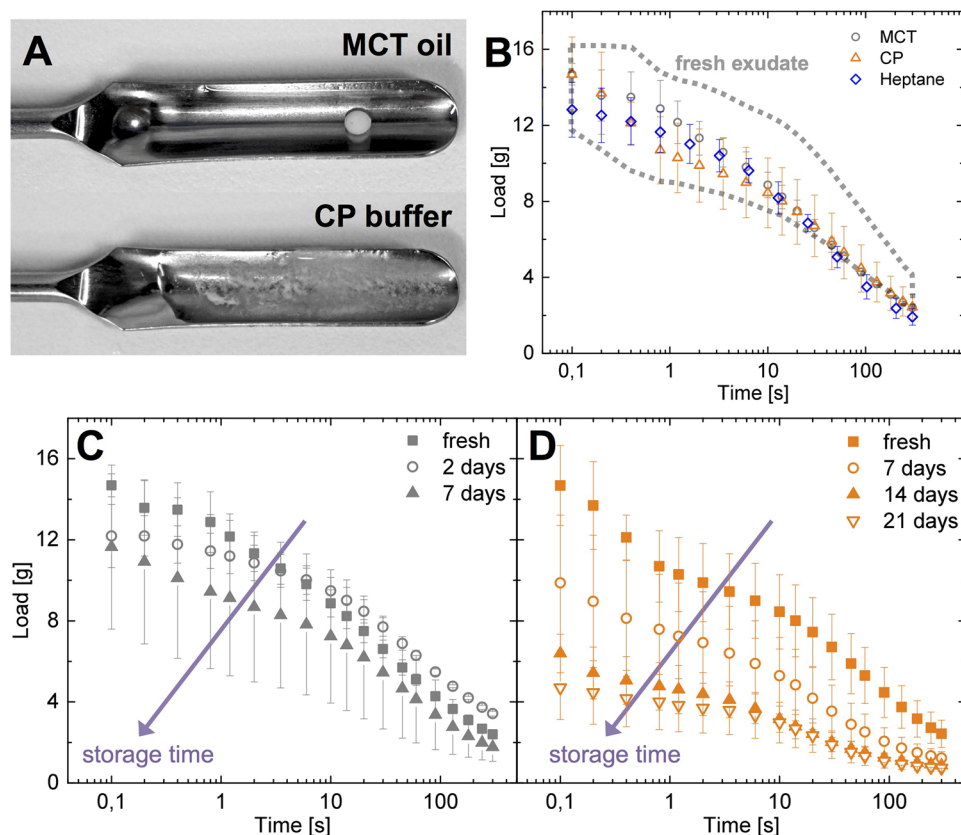 A
MCT oil
CP buffer
B
MCT
CP
Heptane
fresh exudate
Load [g]
16
12
8
4
0
0,1
1
10
100
Time [s]
C
fresh
2 days
7 days
storage time
Load [g]
16
12
8
4
0
0,1
1
10
100
Time [s]
D
fresh
7 days
14 days
21 days
storage time
0,1
1
10
100
Time [s]